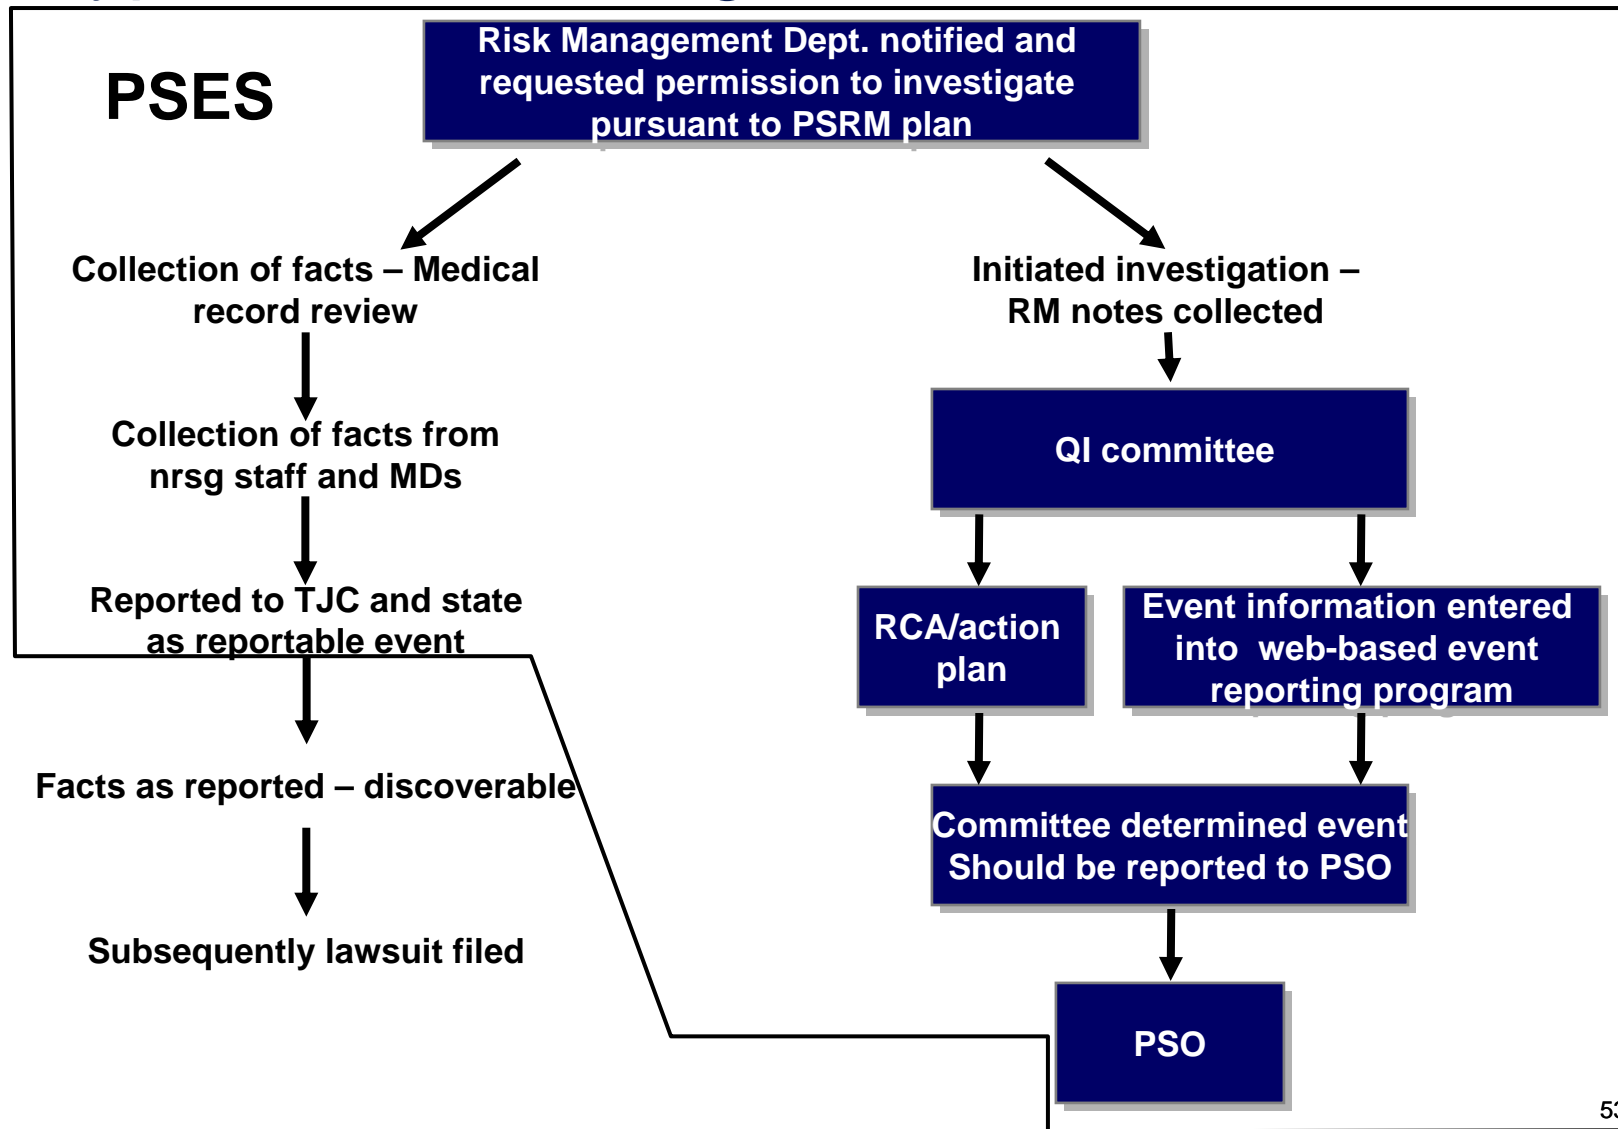 Risk Management Dept. notified and
requested permission to investigate
pursuant to PSRM plan
PSES
Collection of facts – Medical
record review
Initiated investigation –
RM notes collected
Collection of facts from
nrsg staff and MDs
QI committee
Reported to TJC and state
as reportable event
RCA/action
plan
Event information entered
into web-based event
reporting program
Facts as reported – discoverable
Committee determined event
Should be reported to PSO
Subsequently lawsuit filed
PSO
53